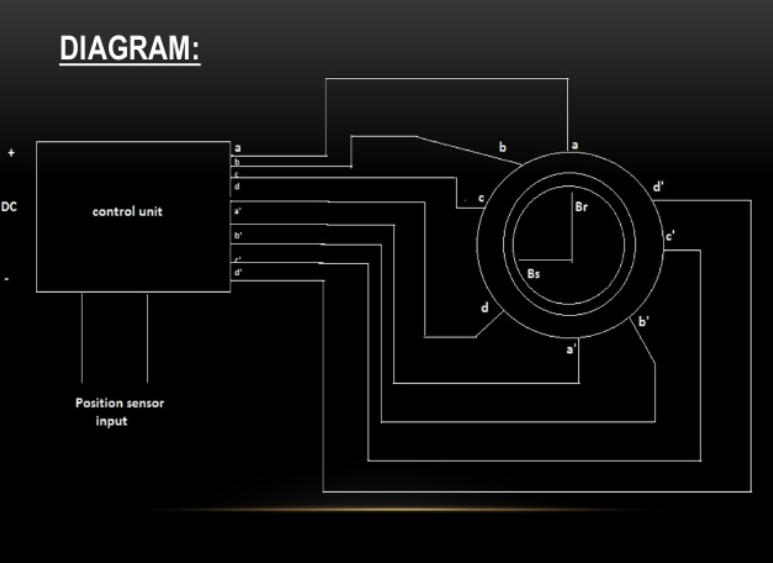 DIAGRAM:
+
DC
-
control unit
a
b
c
d
a'
b'
c'
d'
Position sensor
input
a
b
c
d
a'
b'
c'
d'
Br
Bs